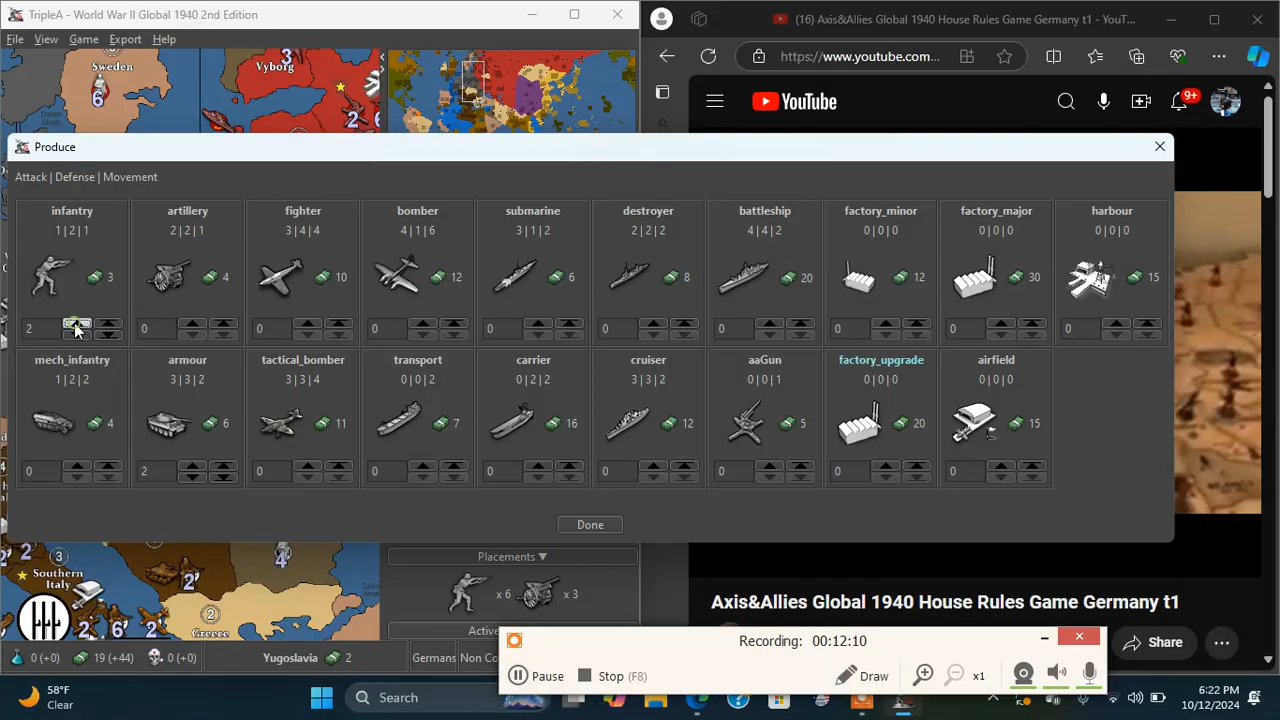 TripleA - World War II Global 1940 2nd Edition
File View Game Export Help
Sweden
6
Vyborg
3
2
(16) Axis&Allies Global 1940 House Rules Game Germany t1 - YouT...
https://www.youtube.com...
YouTube
9+
Produce
Attack | Defense | Movement
infantry
1|2|1
3
2
artillery
2|2|1
4
0
fighter
3|4|4
10
0
bomber
4|1|6
12
0
submarine
3|1|2
6
0
destroyer
2|2|2
8
0
battleship
4|4|2
20
0
factory_minor
0|0|0
12
0
factory_major
0|0|0
30
0
harbour
0|0|0
15
0
mech_infantry
1|2|2
4
0
armour
3|3|2
6
2
tactical_bomber
3|3|4
11
0
transport
0|0|2
7
0
carrier
0|2|2
16
0
cruiser
3|3|2
12
0
aaGun
0|0|1
5
0
factory_upgrade
0|0|0
20
0
airfield
0|0|0
15
0
Done
2
3
2
4
Southern
Italy
2
6
2
2
Greece
Placements ▼
x 6
x 3
0 (+0)
19 (+44)
0 (+0)
Yugoslavia
2
Germans
Non Co
Axis&Allies Global 1940 House Rules Game Germany t1
Share
Recording: 00:12:10
Pause
Stop (F8)
Draw
x1
58°F
Clear
Search
6:22 PM
10/12/2024